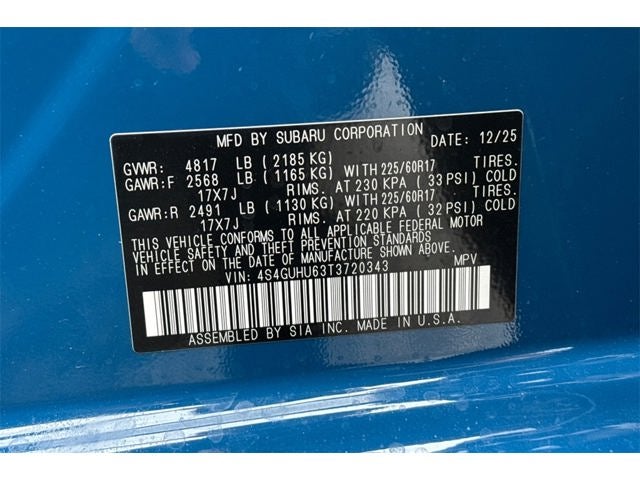 MFD BY SUBARU CORPORATION DATE: 12/25
GVWR: 4817 LB ( 2185 KG)
GAWR:F 2568 LB ( 1165 KG) WITH 225/60R17 TIRES.
17X7J RIMS. AT 230 KPA ( 33 PSI) COLD
GAWR:R 2491 LB ( 1130 KG) WITH 225/60R17 TIRES.
17X7J RIMS. AT 220 KPA ( 32 PSI) COLD
THIS VEHICLE CONFORMS TO ALL APPLICABLE FEDERAL MOTOR
VEHICLE SAFETY AND THEFT PREVENTION STANDARDS
IN EFFECT ON THE DATE OF MANUFACTURE SHOWN ABOVE.
VIN: 4S4GUHU63T3720343 MPV
ASSEMBLED BY SIA INC. MADE IN U.S.A.